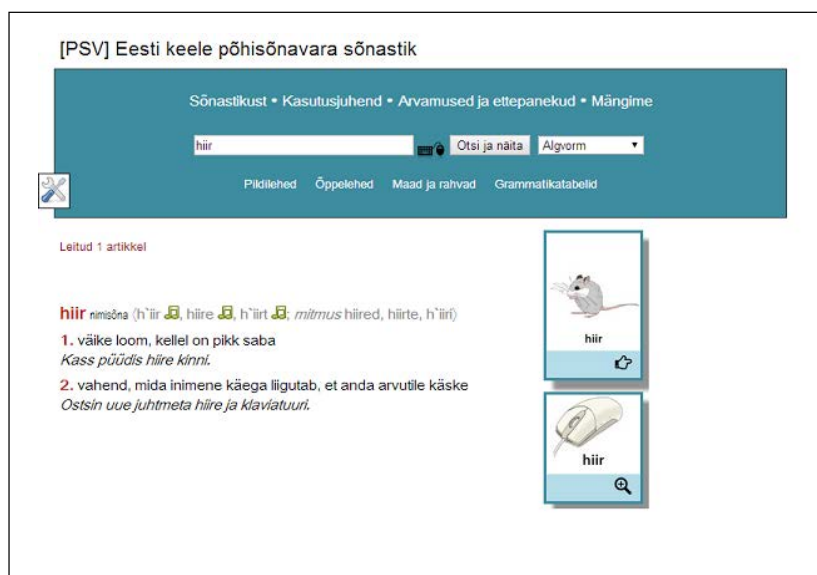 [PSV] Eesti keele põhisõnavara sõnastik
Sõnastikust • Kasutusjuhend • Arvamused ja ettepanekud • Mängime
hiir Otsi ja näita Algvorm
Pildilehed Õppelehed Maad ja rahvad Grammatikatabelid
Leitud 1 artikkel
hiir nimisõna (h`iir, hiire, h`iirt; mitmus hiired, hiirte, h`iiri)
1. väike loom, kellel on pikk saba
Kass püüdis hiire kinni.
2. vahend, mida inimene käega liigutab, et anda arvutile käske
Ostsin uue juhtmeta hiire ja klaviatuuri.
hiir
hiir